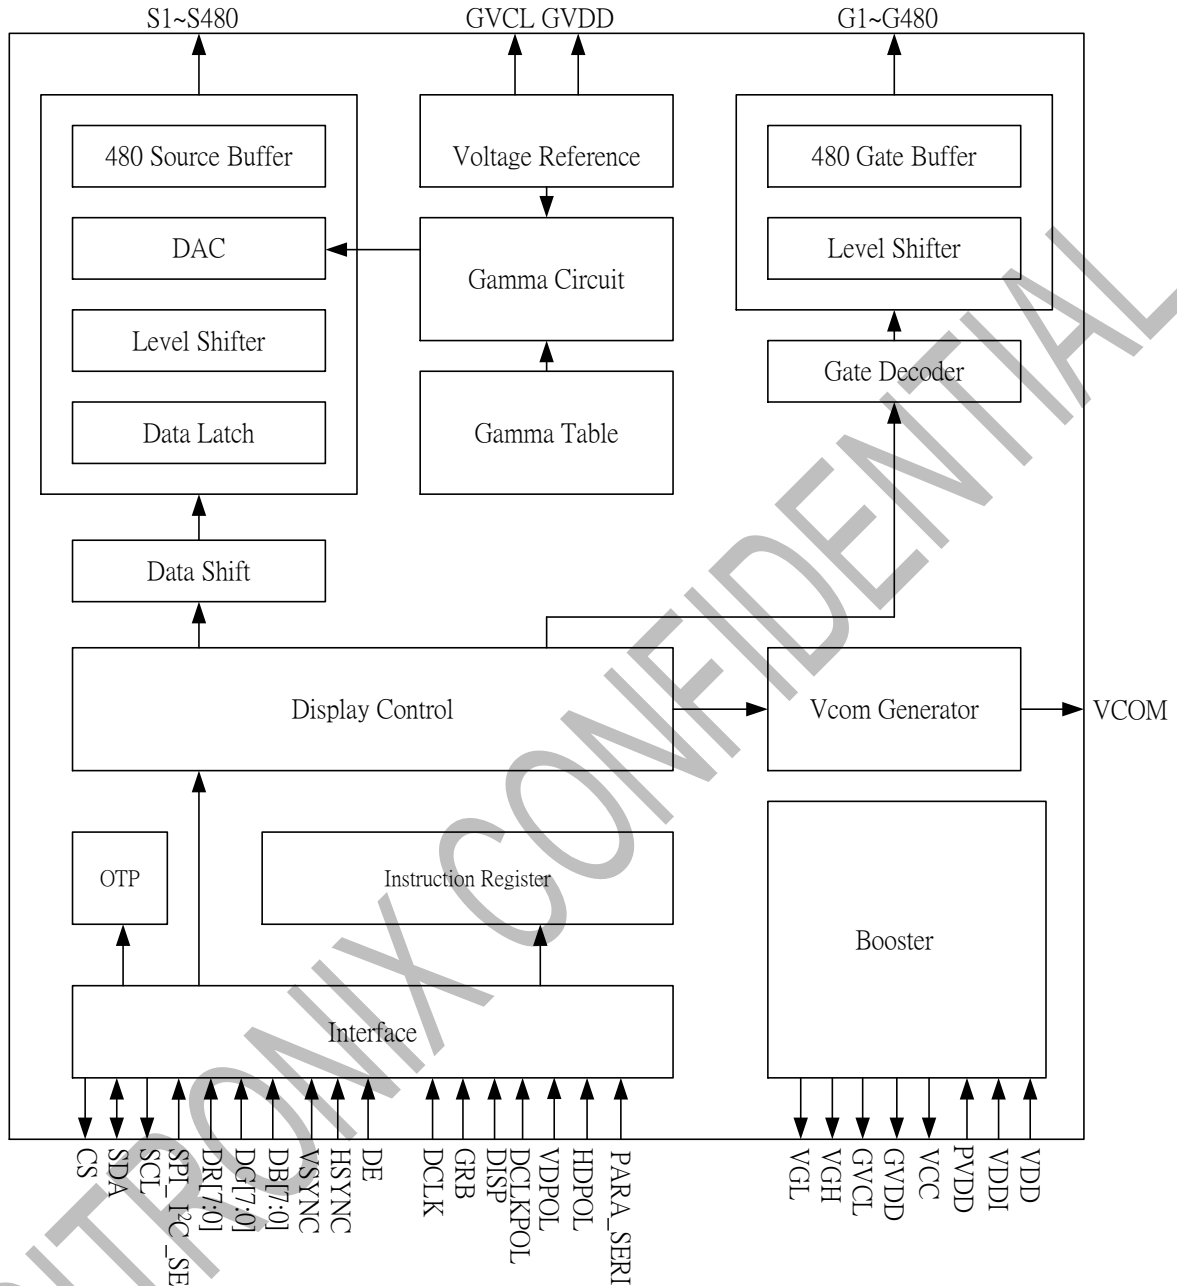 S1~S480
GVCL GVDD
G1~G480
480 Source Buffer
DAC
Level Shifter
Data Latch
Voltage Reference
Gamma Circuit
Gamma Table
480 Gate Buffer
Level Shifter
Gate Decoder
Data Shift
Display Control
Vcom Generator
VCOM
OTP
Instruction Register
Booster
Interface
CS
SDA
SCL
SPI_I²C_SE
DR[7:0]
DG[7:0]
DB[7:0]
VSYNC
HSYNC
DE
DCLK
GRB
DISP
DCLKPOL
VDPOL
HDPOL
PARA_SERI
VGL
VGH
GVCL
GVDD
VCC
PVDD
VDDI
VDD
ITRONIX CONFIDENTIAL